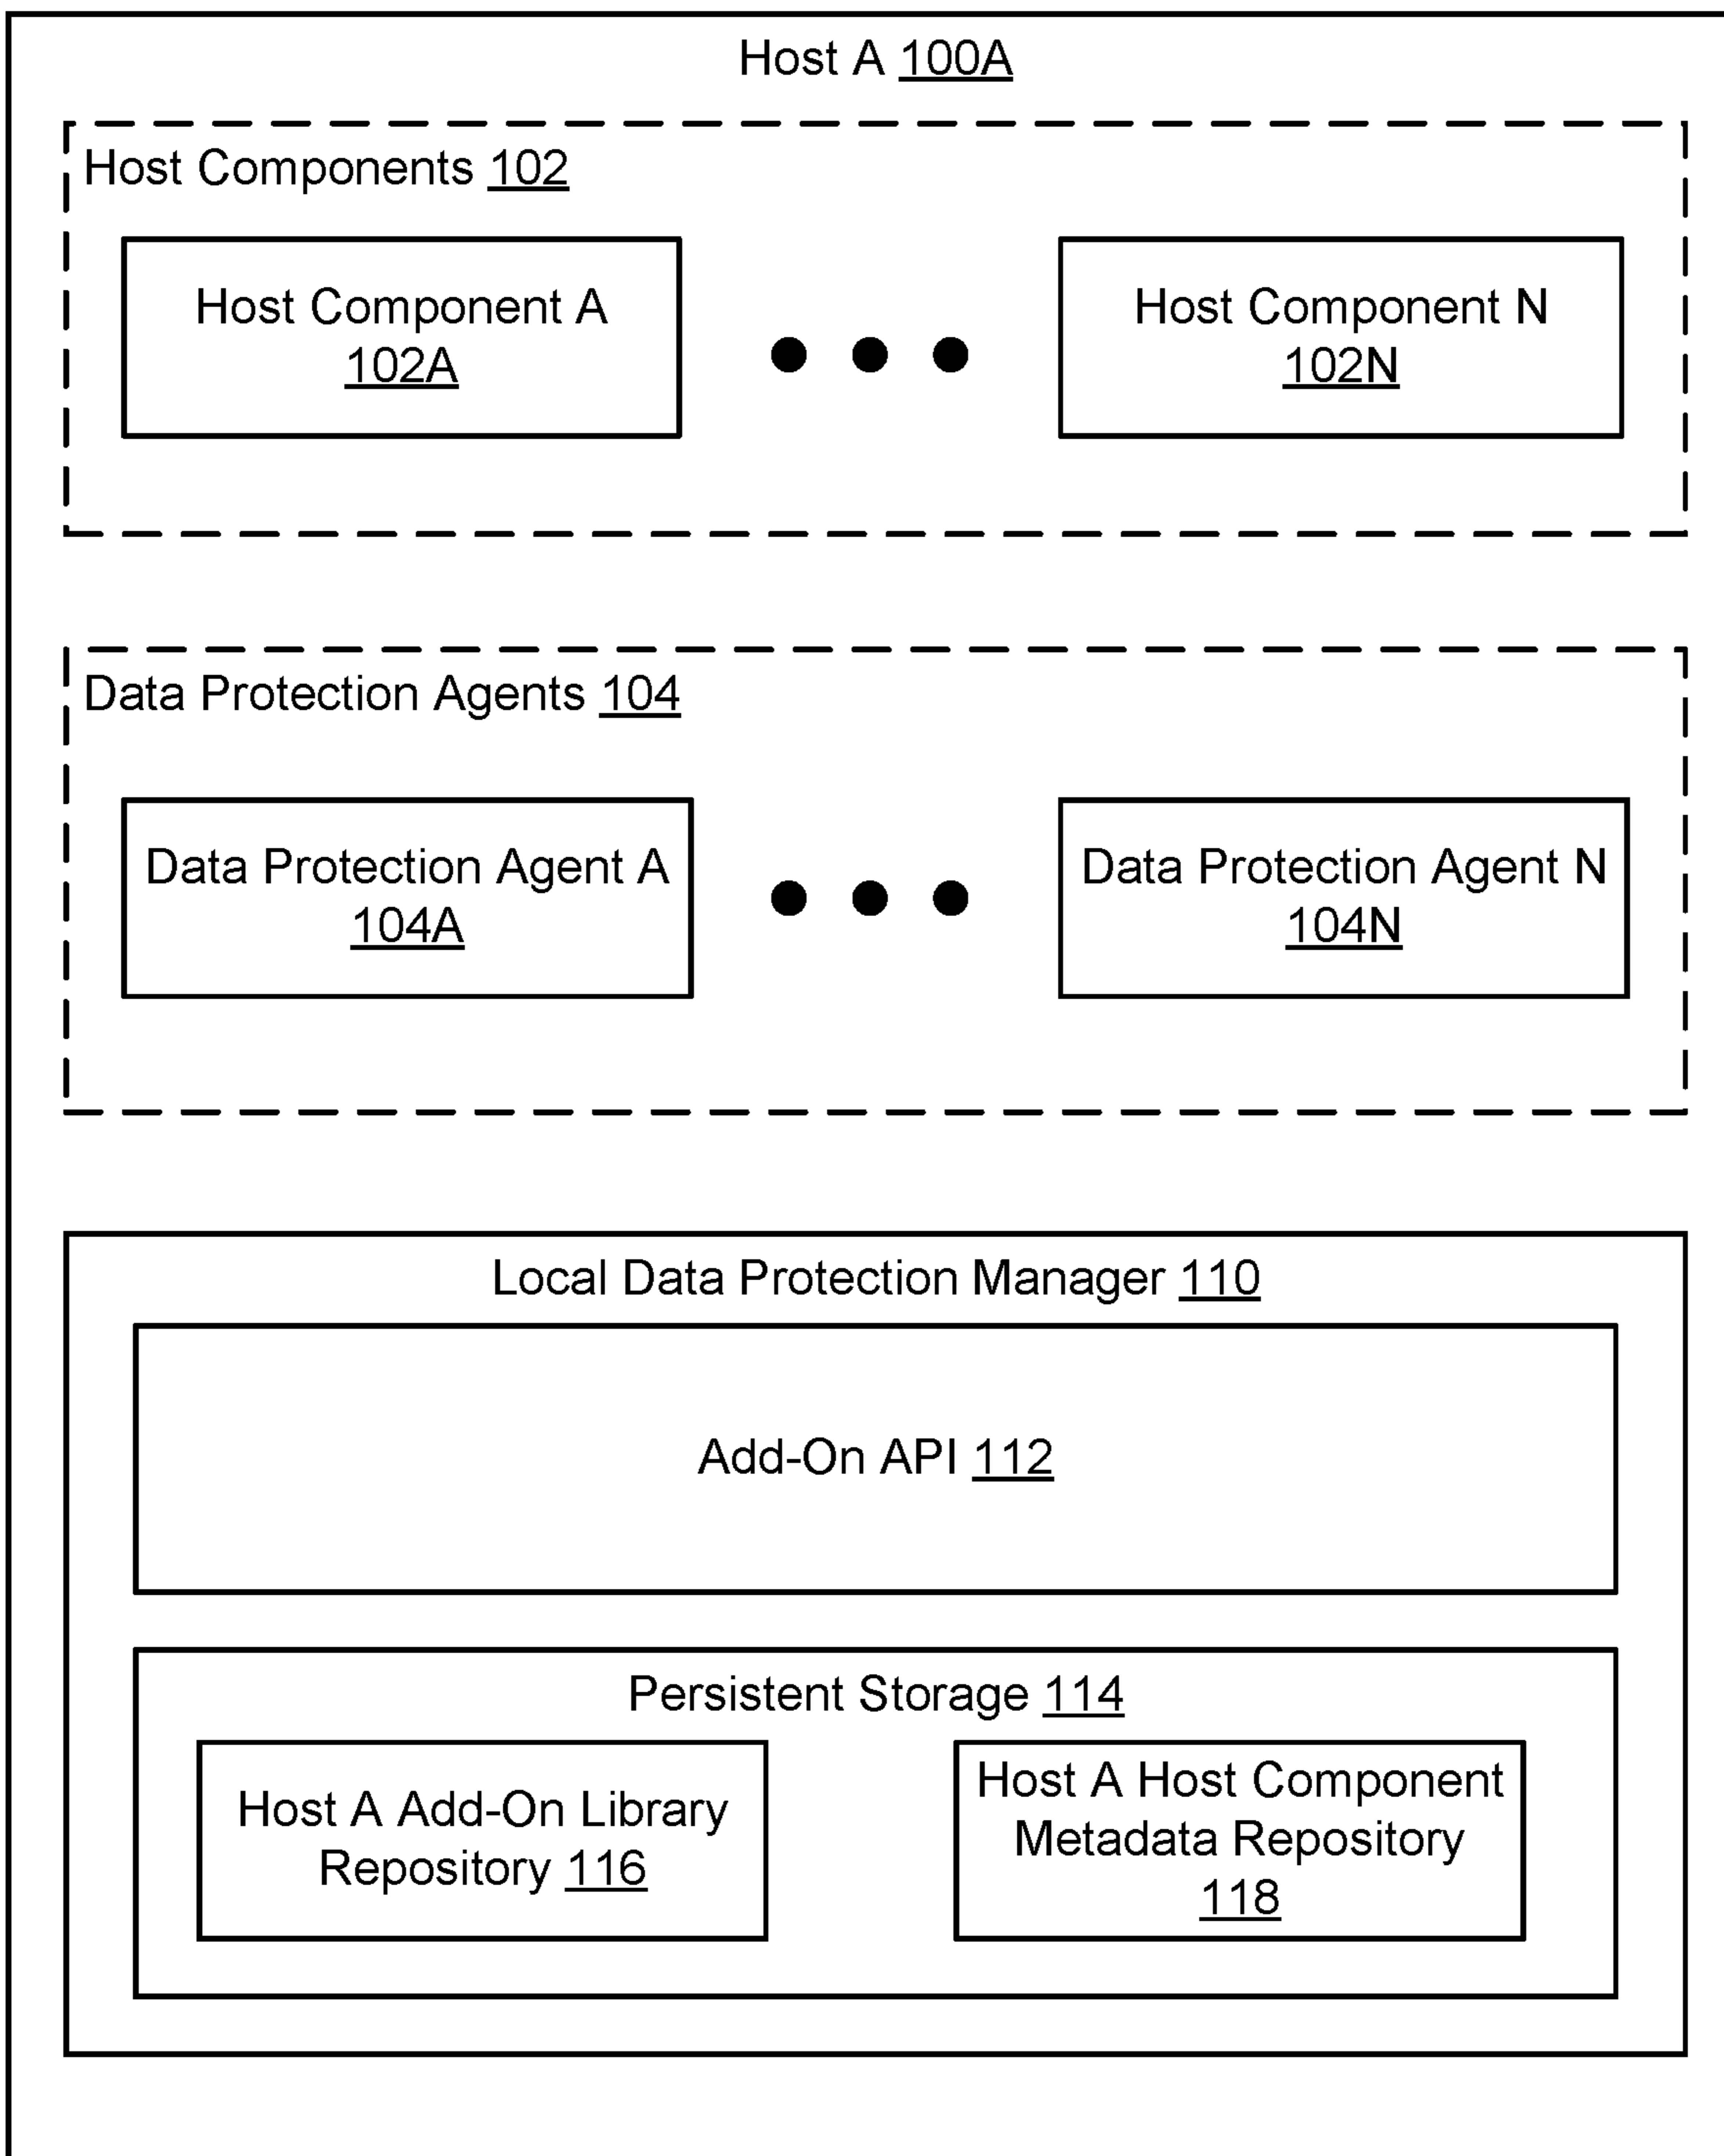 Host A 100A
Host Components 102
Host Component A
102A
Host Component N
102N
Data Protection Agents 104
Data Protection Agent A
104A
Data Protection Agent N
104N
Local Data Protection Manager 110
Add-On API 112
Persistent Storage 114
Host A Add-On Library
Repository 116
Host A Host Component
Metadata Repository
118